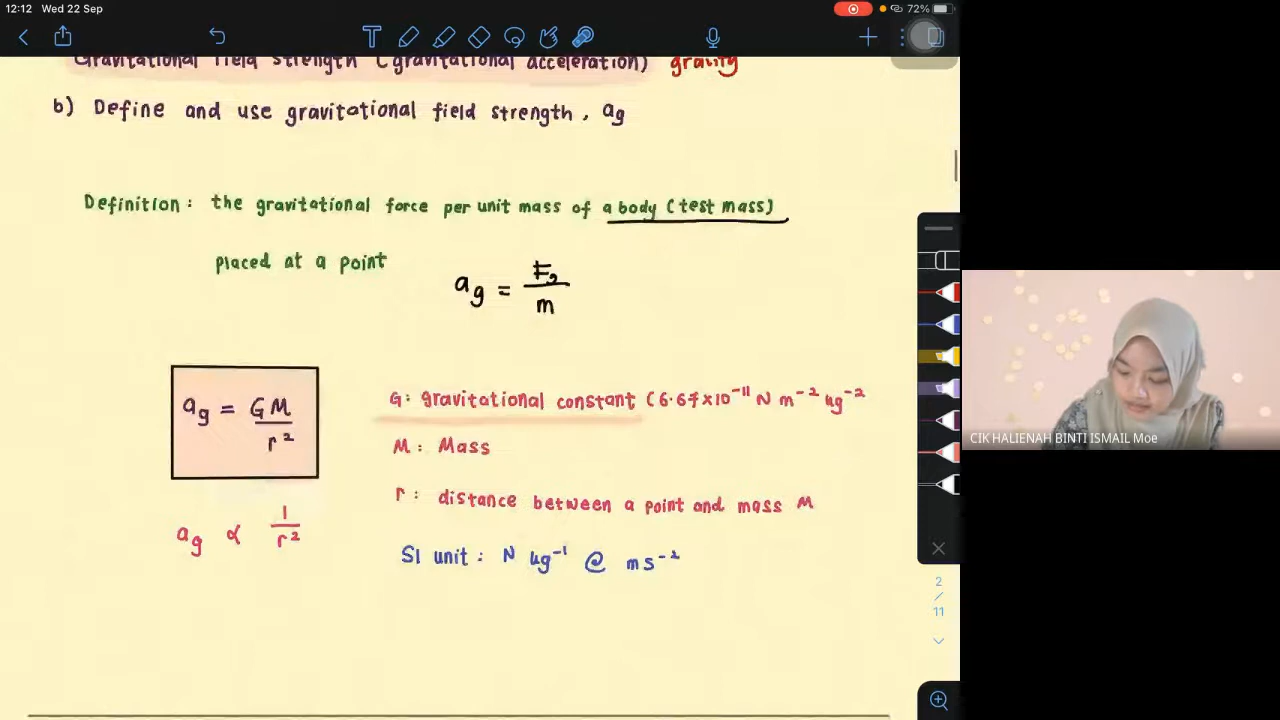 12:12 Wed 22 Sep
72%
Gravitational field strength (gravitational acceleration) gravity
b) Define and use gravitational field strength, ag
Definition: the gravitational force per unit mass of a body (test mass)
placed at a point
ag = Fg / m
ag = GM / r²
G: gravitational constant (6.67 × 10⁻¹¹ N m⁻² kg⁻²
M: Mass
r: distance between a point and mass M
ag ∝ 1 / r²
SI unit: N kg⁻¹ @ ms⁻²
2
/
11
CIK HALIENAH BINTI ISMAIL Moe